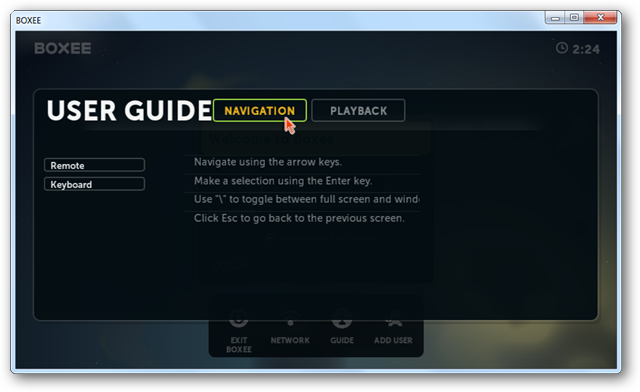 BOXEE
BOXEE
2:24
USER GUIDE
NAVIGATION
PLAYBACK
Remote
Keyboard
Navigate using the arrow keys.
Make a selection using the Enter key.
Use "\" to toggle between full screen and wind
Click Esc to go back to the previous screen.
EXIT
BOXEE
NETWORK
GUIDE
ADD USER